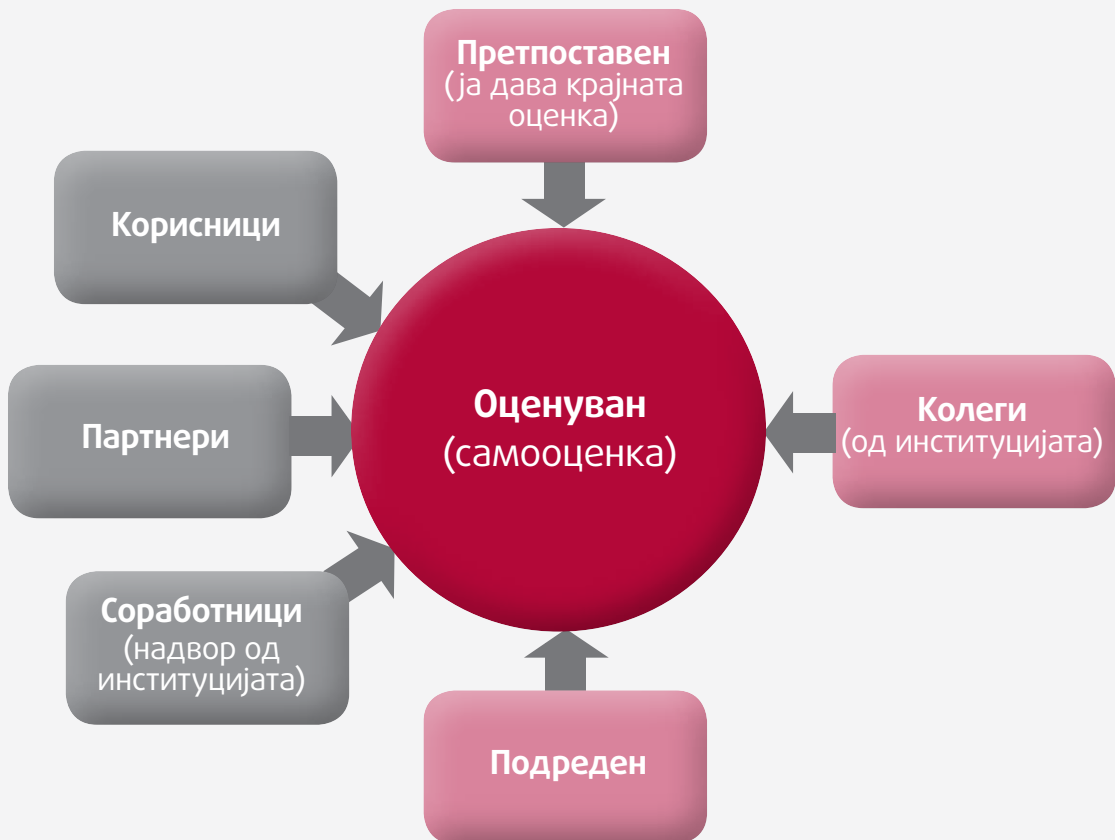 Претпоставен
(ја дава крајната
оценка)
Корисници
Партнери
Оценуван
(самооценка)
Колеги
(од институцијата)
Соработници
(надвор од
институцијата)
Подреден